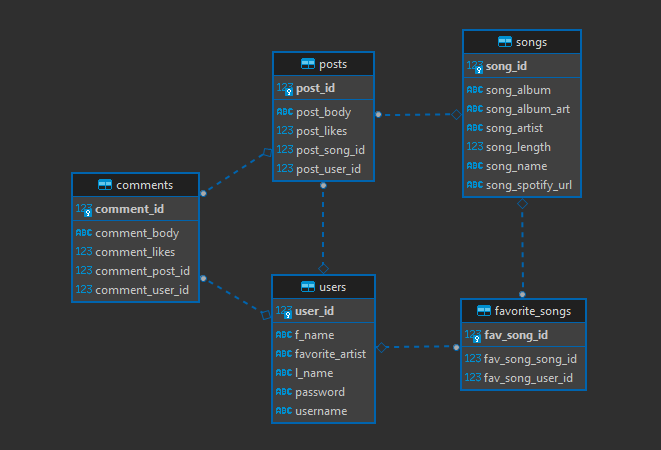 songs
123 song_id
ABC song_album
ABC song_album_art
ABC song_artist
123 song_length
ABC song_name
ABC song_spotify_url
posts
123 post_id
ABC post_body
123 post_likes
123 post_song_id
123 post_user_id
comments
123 comment_id
ABC comment_body
123 comment_likes
123 comment_post_id
123 comment_user_id
users
123 user_id
ABC f_name
ABC favorite_artist
ABC l_name
ABC password
ABC username
favorite_songs
123 fav_song_id
123 fav_song_song_id
123 fav_song_user_id